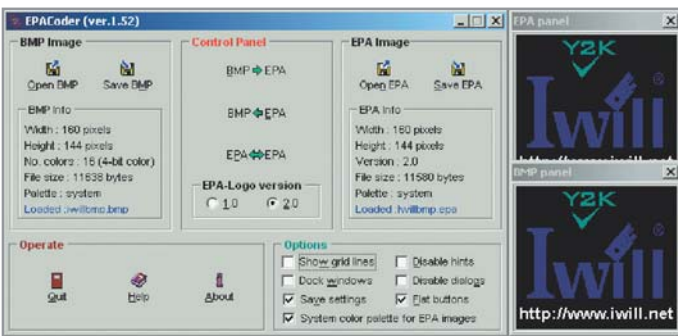 EPACoder (ver.1.52)
BMP Image
Open BMP
Save BMP
BMP Info
Width : 160 pixels
Height : 144 pixels
No. colors : 16 (4-bit color)
File size : 11638 bytes
Palette : system
Loaded :iwillbmp.bmp
Control Panel
BMP EPA
BMP EPA
EPA EPA
EPA-Logo version
1.0
2.0
EPA Image
Open EPA
Save EPA
EPA Info
Width : 160 pixels
Height : 144 pixels
Version : 2.0
File size : 11580 bytes
Palette : system
Loaded :iwillbmp.epa
Operate
Quit
Help
About
Options
Show grid lines
Disable hints
Dock windows
Disable dialogs
Save settings
Flat buttons
System color palette for EPA images
EPA panel
Y2K
Iwill®
http://www.iwill.net
BMP panel
Y2K
Iwill®
http://www.iwill.net